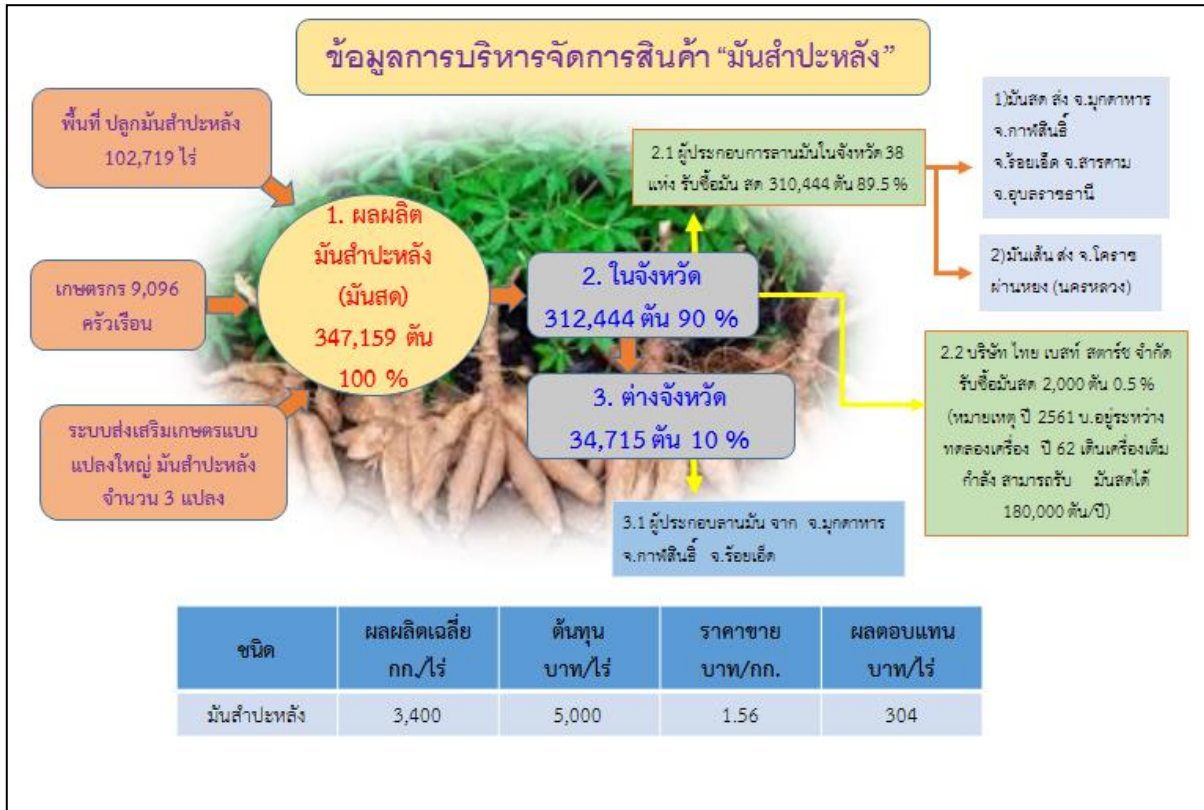 ข้อมูลการบริหารจัดการสินค้า “มันสำปะหลัง”
พื้นที่ ปลูกมันสำปะหลัง
102,719 ไร่
เกษตรกร 9,096
ครัวเรือน
ระบบส่งเสริมเกษตรแบบ
แปลงใหญ่ มันสำปะหลัง
จำนวน 3 แปลง
1. ผลผลิต
มันสำปะหลัง
(มันสด)
347,159 ตัน
100 %
2. ในจังหวัด
312,444 ตัน 90 %
3. ต่างจังหวัด
34,715 ตัน 10 %
2.1 ผู้ประกอบการลานมันในจังหวัด 38
แห่ง รับซื้อมัน สด 310,444 ตัน 89.5 %
1)มันสด ส่ง จ.มุกดาหาร
จ.กาฬสินธิ์
จ.ร้อยเอ็ด จ.สารคาม
จ.อุบลราชธานี
2)มันเส้น ส่ง จ.โคราช
ผ่านหยง (นครหลวง)
2.2 บริษัท ไทย เบสท์ สตาร์ช จำกัด
รับซื้อมันสด 2,000 ตัน 0.5 %
(หมายเหตุ ปี 2561 บ.อยู่ระหว่าง
ทดลองเครื่อง ปี 62 เดินเครื่องเต็ม
กำลัง สามารถรับ มันสดได้
180,000 ตัน/ปี)
3.1 ผู้ประกอบลานมัน จาก จ.มุกดาหาร
จ.กาฬสินธิ์ จ.ร้อยเอ็ด
ชนิด ผลผลิตเฉลี่ย กก./ไร่ ต้นทุน บาท/ไร่ ราคาขาย บาท/กก. ผลตอบแทน บาท/ไร่
มันสำปะหลัง 3,400 5,000 1.56 304